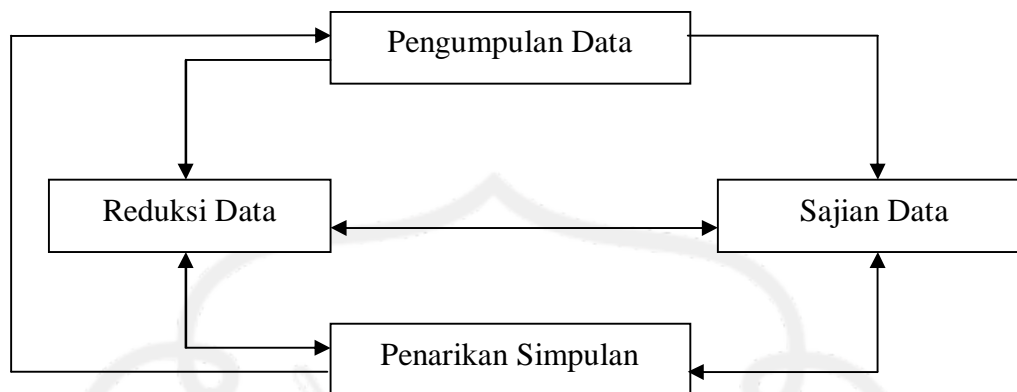 Pengumpulan Data
Reduksi Data
Sajian Data
Penarikan Simpulan